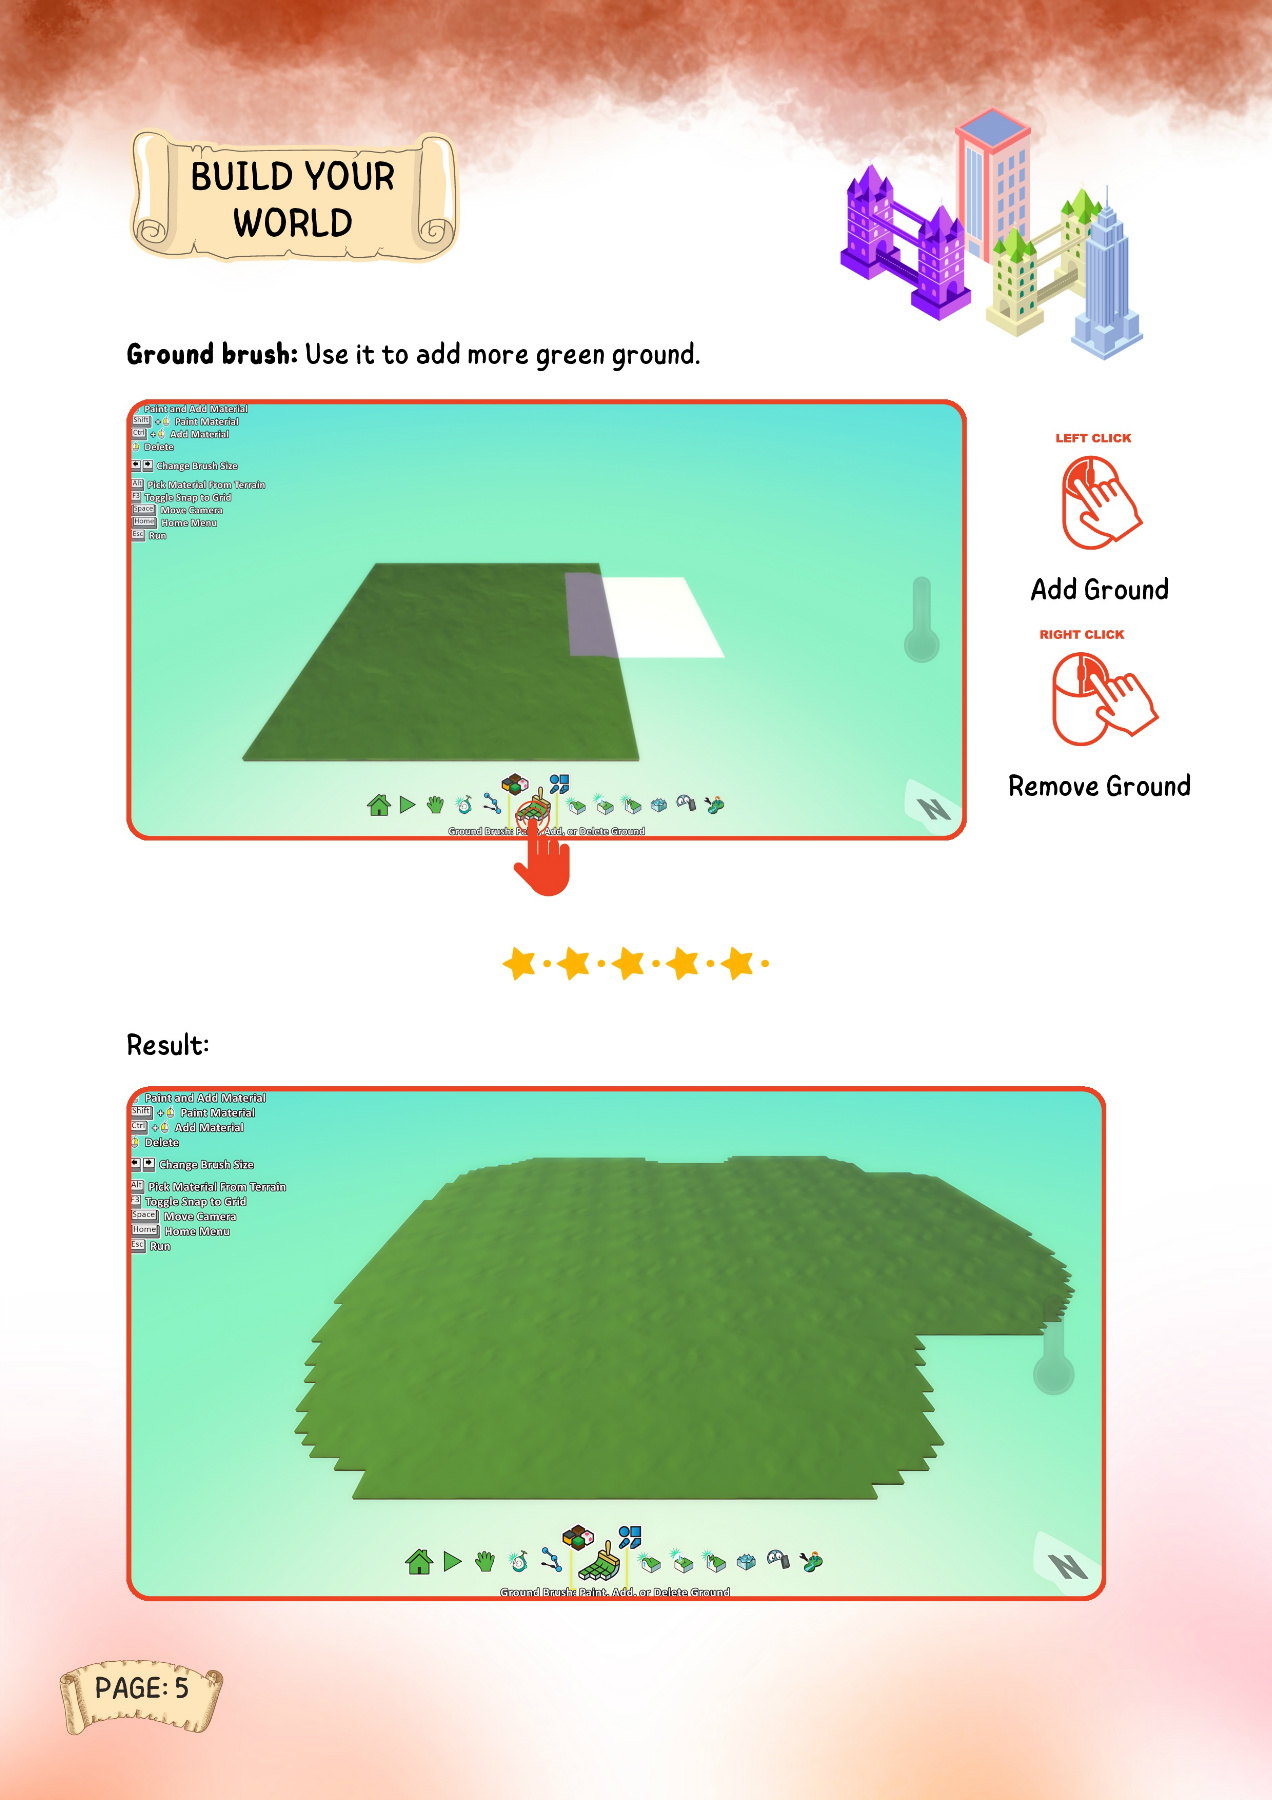 BUILD YOUR
WORLD
Ground brush: Use it to add more green ground.
Paint and Add Material
Shift + Paint Material
Ctrl + Add Material
Delete
Change Brush Size
Alt Pick Material From Terrain
F3 Toggle Snap to Grid
Space Move Camera
Home Home Menu
Esc Run
N
Ground Brush: Paint, Add, or Delete Ground
LEFT CLICK
Add Ground
RIGHT CLICK
Remove Ground
Result:
Paint and Add Material
Shift + Paint Material
Ctrl + Add Material
Delete
Change Brush Size
Alt Pick Material From Terrain
F3 Toggle Snap to Grid
Space Move Camera
Home Home Menu
Esc Run
N
Ground Brush: Paint, Add, or Delete Ground
PAGE: 5